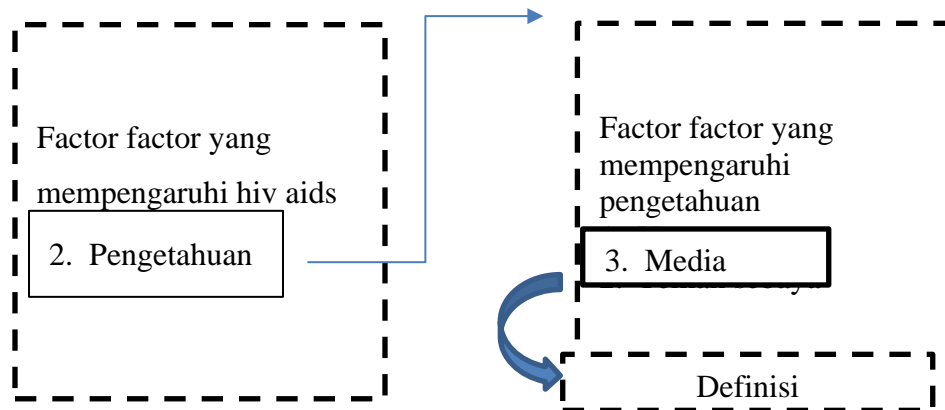 Factor factor yang
mempengaruhi hiv aids
2. Pengetahuan
Factor factor yang
mempengaruhi
pengetahuan
3. Media
Definisi